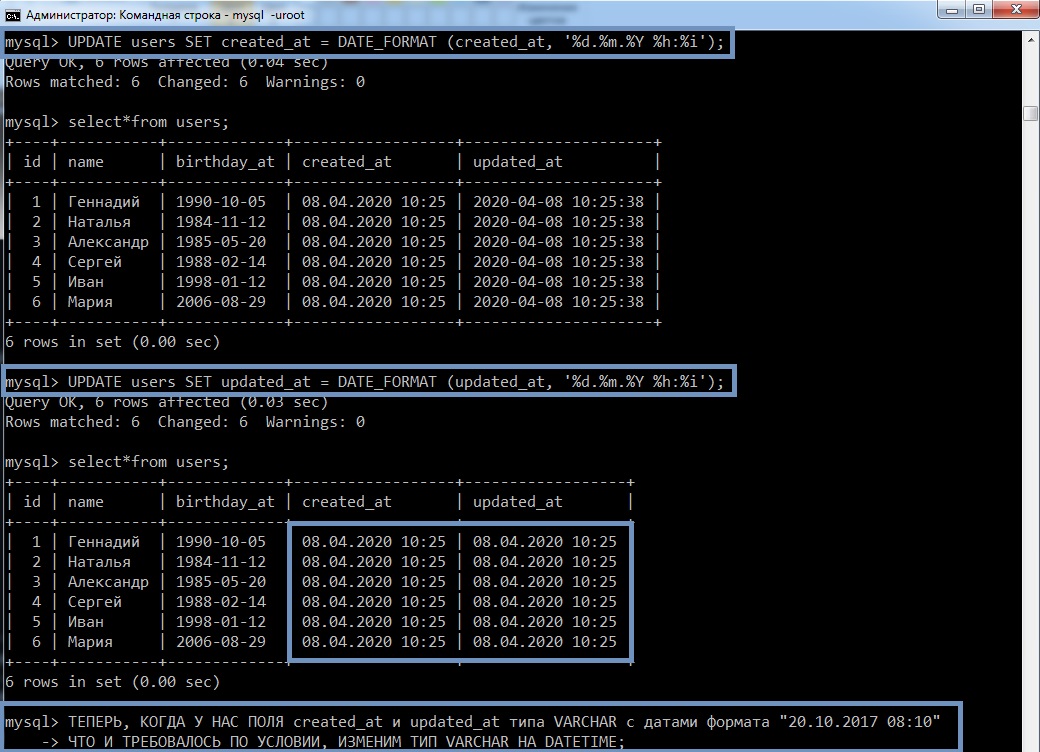 Администратор: Командная строка - mysql -uroot
mysql> UPDATE users SET created_at = DATE_FORMAT (created_at, '%d.%m.%Y %h:%i');
Query OK, 6 rows affected (0.04 sec)
Rows matched: 6  Changed: 6  Warnings: 0
mysql> select*from users;
+----+-----------+-------------+------------------+---------------------+
| id | name      | birthday_at | created_at       | updated_at          |
+----+-----------+-------------+------------------+---------------------+
|  1 | Геннадий  | 1990-10-05  | 08.04.2020 10:25 | 2020-04-08 10:25:38 |
|  2 | Наталья   | 1984-11-12  | 08.04.2020 10:25 | 2020-04-08 10:25:38 |
|  3 | Александр | 1985-05-20  | 08.04.2020 10:25 | 2020-04-08 10:25:38 |
|  4 | Сергей    | 1988-02-14  | 08.04.2020 10:25 | 2020-04-08 10:25:38 |
|  5 | Иван      | 1998-01-12  | 08.04.2020 10:25 | 2020-04-08 10:25:38 |
|  6 | Мария     | 2006-08-29  | 08.04.2020 10:25 | 2020-04-08 10:25:38 |
+----+-----------+-------------+------------------+---------------------+
6 rows in set (0.00 sec)
mysql> UPDATE users SET updated_at = DATE_FORMAT (updated_at, '%d.%m.%Y %h:%i');
Query OK, 6 rows affected (0.03 sec)
Rows matched: 6  Changed: 6  Warnings: 0
mysql> select*from users;
+----+-----------+-------------+------------------+------------------+
| id | name      | birthday_at | created_at       | updated_at       |
+----+-----------+-------------+------------------+------------------+
|  1 | Геннадий  | 1990-10-05  | 08.04.2020 10:25 | 08.04.2020 10:25
|  2 | Наталья   | 1984-11-12  | 08.04.2020 10:25 | 08.04.2020 10:25
|  3 | Александр | 1985-05-20  | 08.04.2020 10:25 | 08.04.2020 10:25
|  4 | Сергей    | 1988-02-14  | 08.04.2020 10:25 | 08.04.2020 10:25
|  5 | Иван      | 1998-01-12  | 08.04.2020 10:25 | 08.04.2020 10:25
|  6 | Мария     | 2006-08-29  | 08.04.2020 10:25 | 08.04.2020 10:25
+----+-----------+-------------+------------------+------------------+
6 rows in set (0.00 sec)
mysql> ТЕПЕРЬ, КОГДА У НАС ПОЛЯ created_at и updated_at типа VARCHAR с датами формата "20.10.2017 08:10"
    -> ЧТО И ТРЕБОВАЛОСЬ ПО УСЛОВИИ, ИЗМЕНИМ ТИП VARCHAR НА DATETIME;